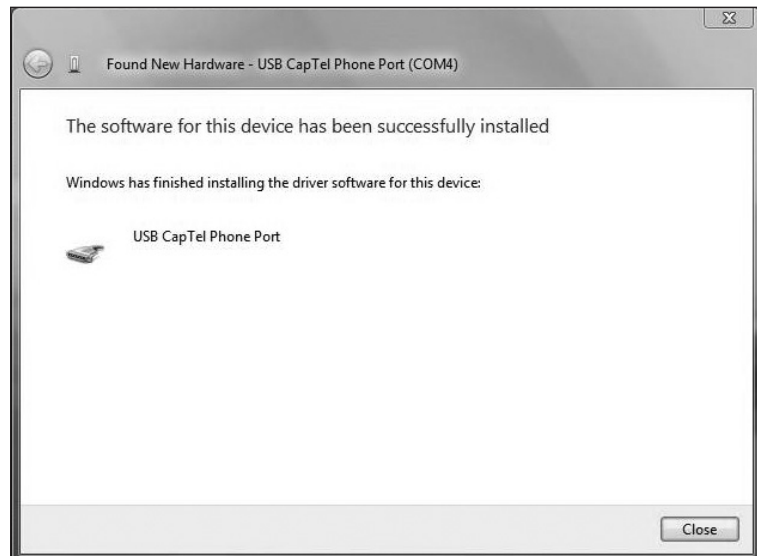 Found New Hardware - USB CapTel Phone Port (COM4)
The software for this device has been successfully installed
Windows has finished installing the driver software for this device:
USB CapTel Phone Port
Close